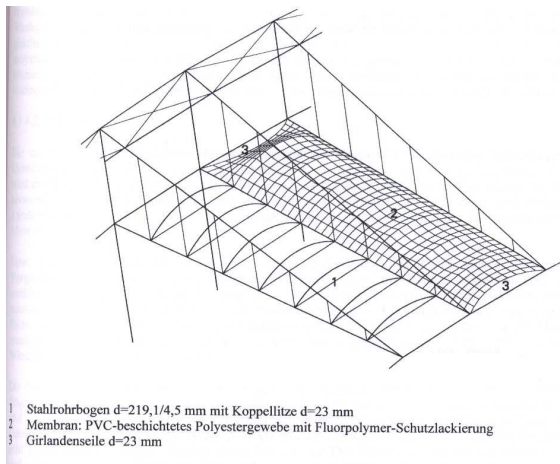 3
2
1
3
1 Stahlrohrbogen d=219,1/4,5 mm mit Koppellitze d=23 mm
2 Membran: PVC-beschichtetes Polyestergewebe mit Fluorpolymer-Schutzlackierung
3 Girlandenseile d=23 mm